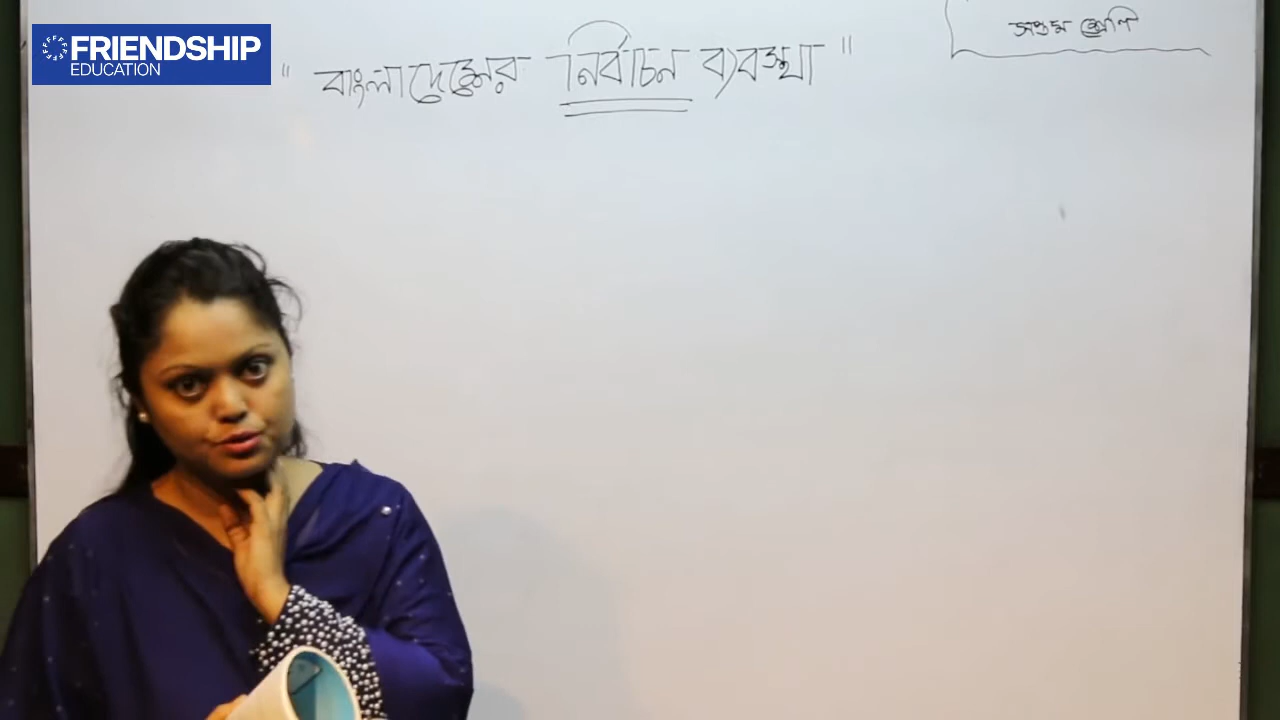 FRIENDSHIP
EDUCATION
সপ্তম শ্রেণি
" বাংলাদেশের নির্বাচন ব্যবস্থা "